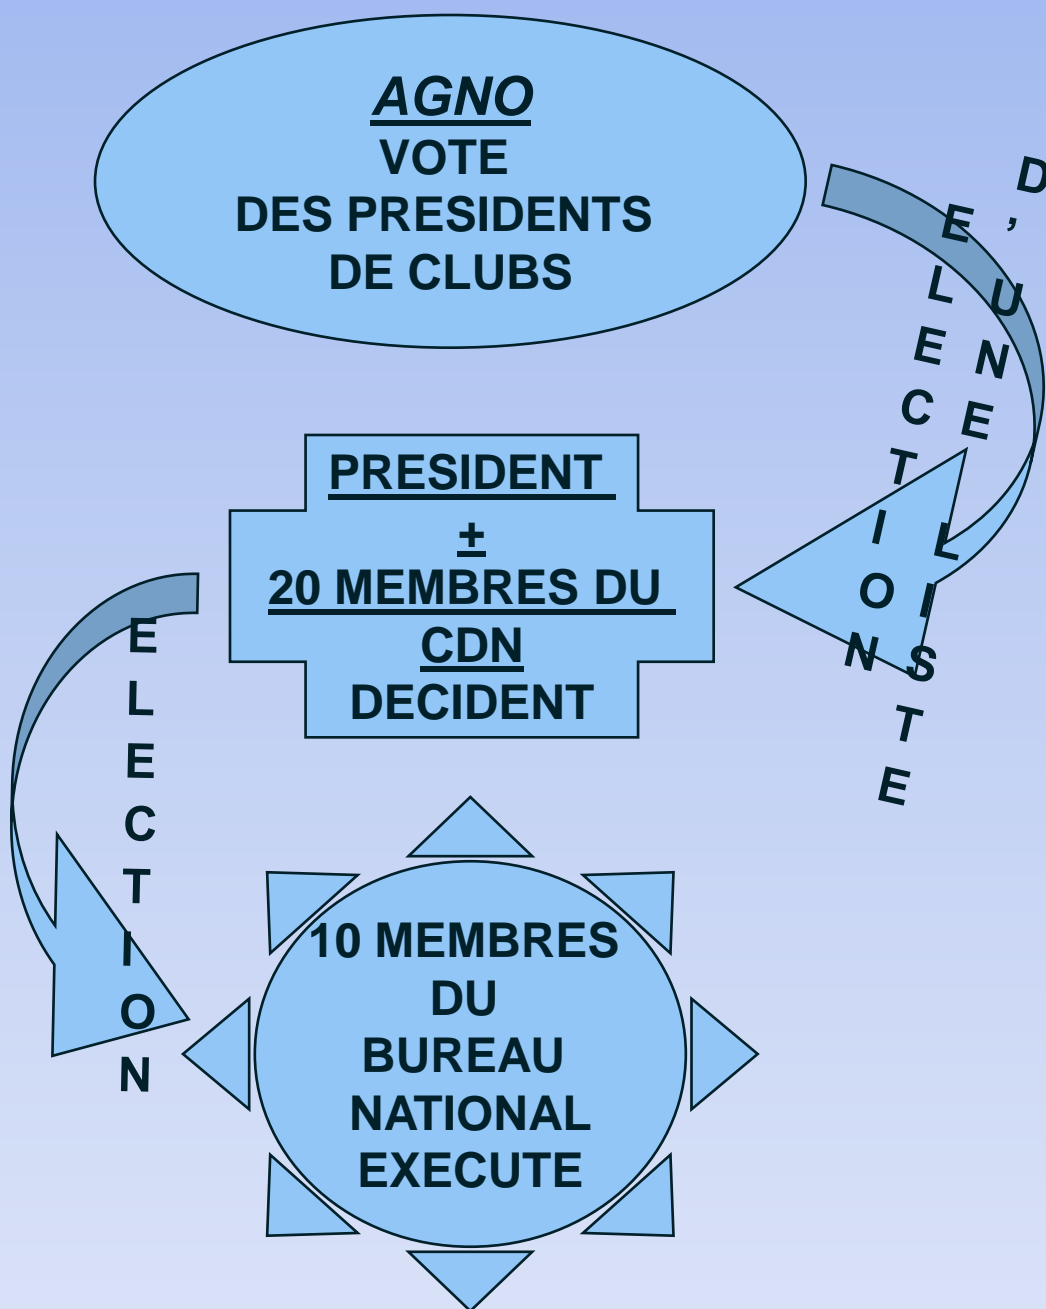 AGNO
VOTE
DES PRESIDENTS
DE CLUBS
ELECTION
D’UNE LISTE
PRESIDENT
±
20 MEMBRES DU
CDN
DECIDENT
ELECTION
10 MEMBRES
DU
BUREAU
NATIONAL
EXECUTE